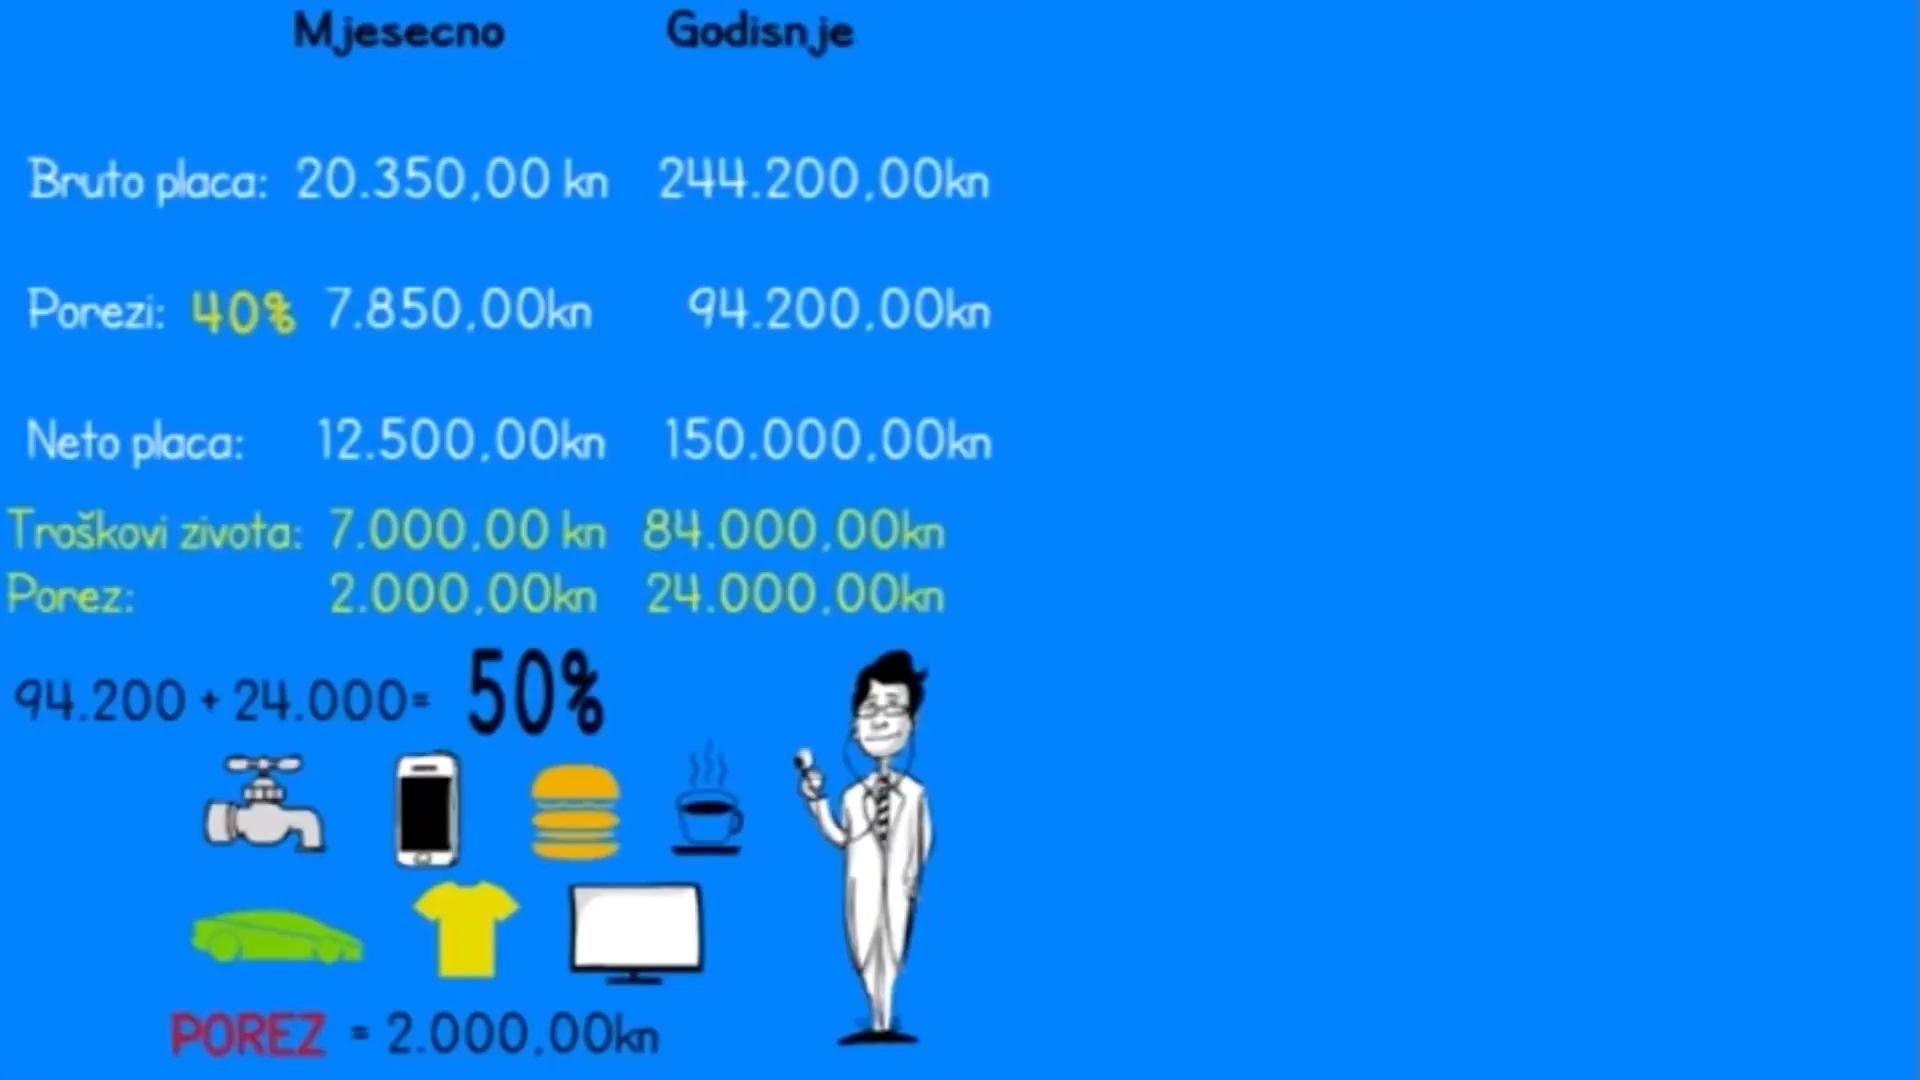 Mjesecno Godisnje
Bruto placa: 20.350,00 kn 244.200,00kn
Porezi: 40% 7.850,00kn 94.200,00kn
Neto placa: 12.500,00kn 150.000,00kn
Troškovi zivota: 7.000,00 kn 84.000,00kn
Porez: 2.000,00kn 24.000,00kn
94.200 + 24.000= 50%
POREZ = 2.000,00kn